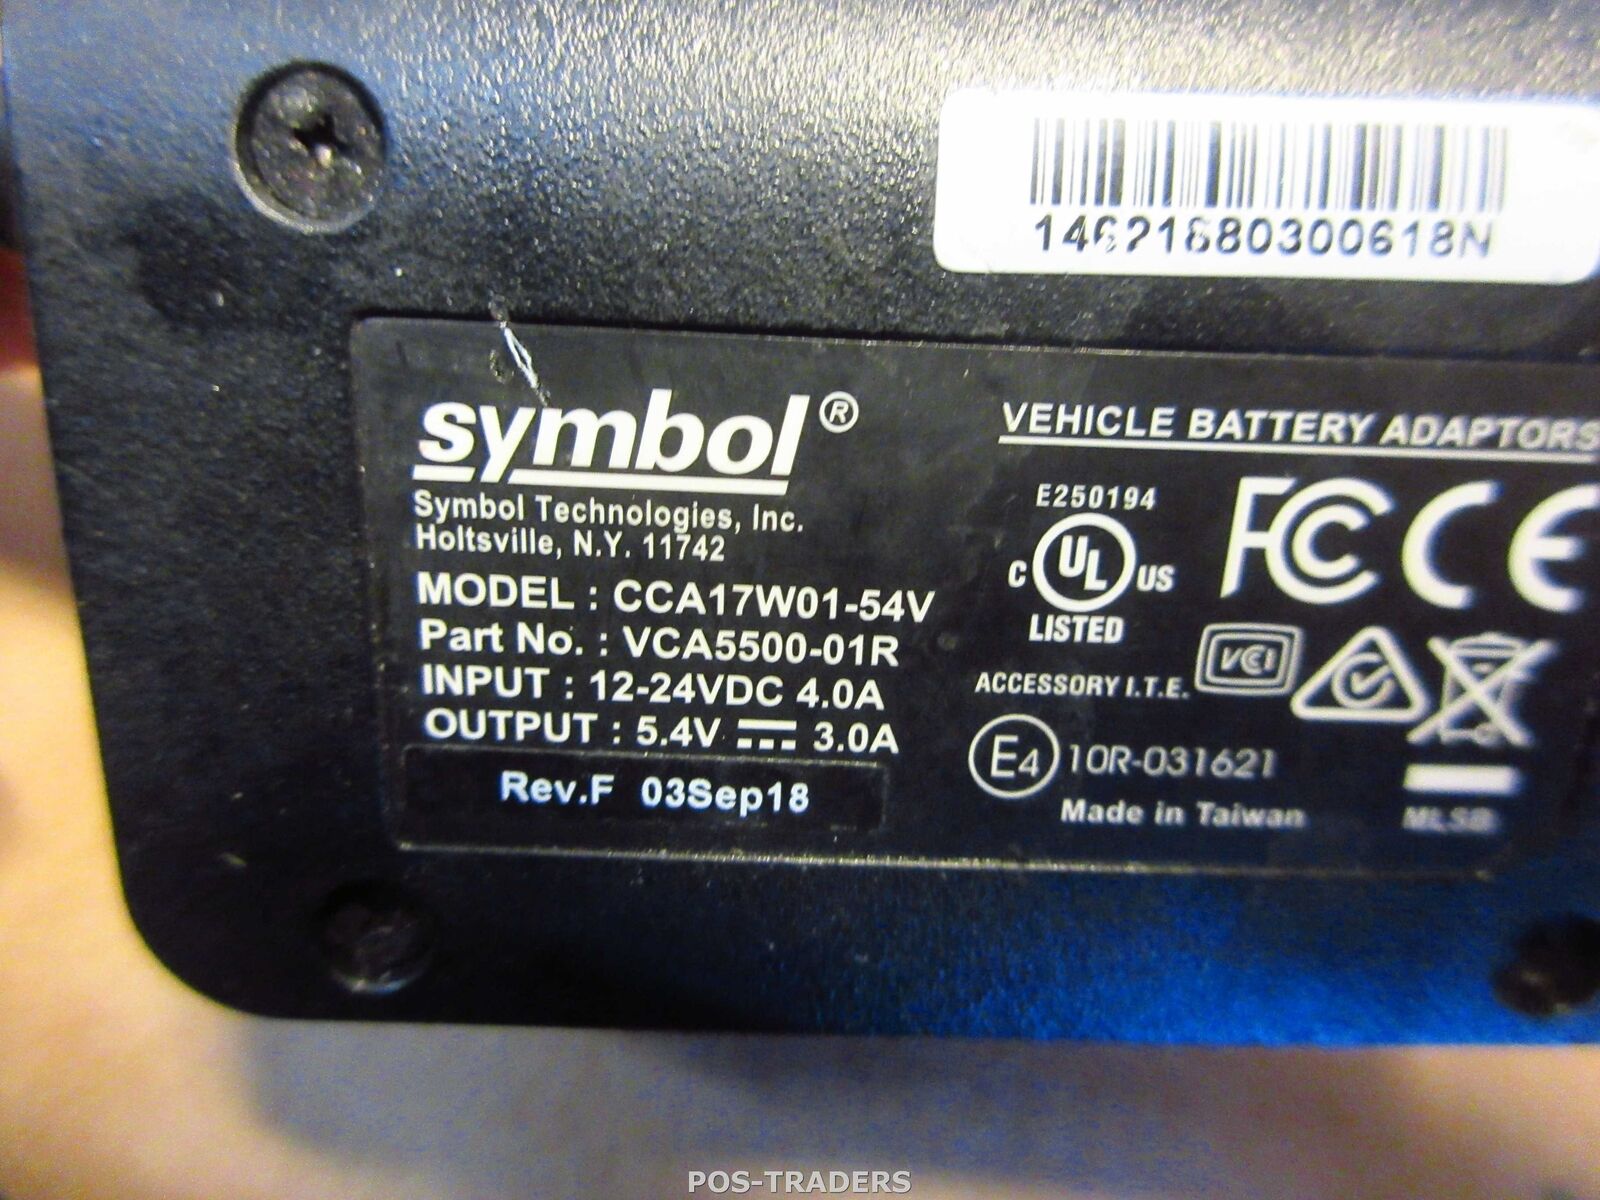 14621880300618N
symbol®
Symbol Technologies, Inc.
Holtsville, N.Y. 11742
MODEL : CCA17W01-54V
Part No. : VCA5500-01R
INPUT : 12-24VDC 4.0A
OUTPUT : 5.4V 3.0A
Rev.F 03Sep18
VEHICLE BATTERY ADAPTORS
E250194
C UL US
LISTED
FC CE
ACCESSORY I.T.E.
VCI
E4 10R-031621
Made in Taiwan
MLSB
POS-TRADERS